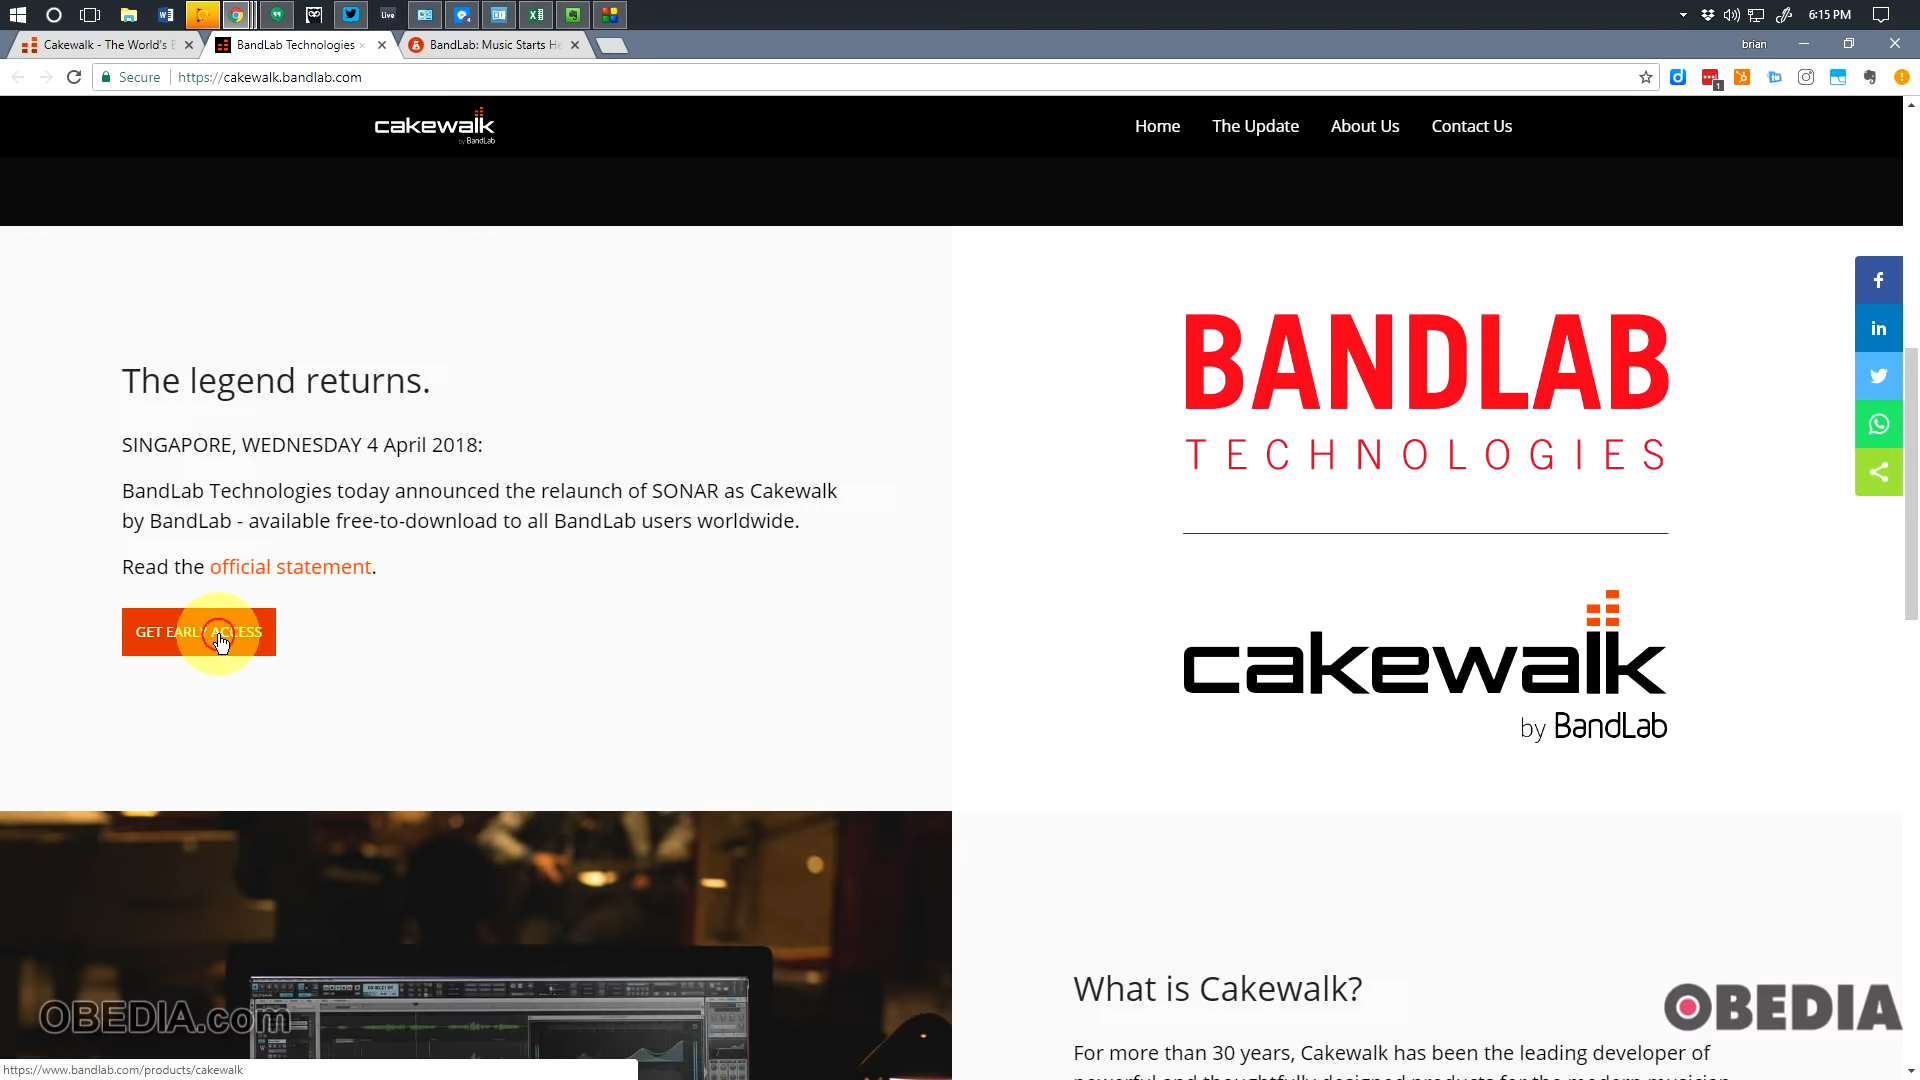 Live
6:15 PM
Cakewalk - The World's
BandLab Technologies
BandLab: Music Starts He
brian
Secure
https://cakewalk.bandlab.com
1
cakewalk
by BandLab
Home
The Update
About Us
Contact Us
The legend returns.
SINGAPORE, WEDNESDAY 4 April 2018:
BandLab Technologies today announced the relaunch of SONAR as Cakewalk
by BandLab - available free-to-download to all BandLab users worldwide.
Read the official statement.
GET EARLY ACCESS
BANDLAB
TECHNOLOGIES
cakewalk
by BandLab
f
in
What is Cakewalk?
For more than 30 years, Cakewalk has been the leading developer of
OBEDIA.com
OBEDIA
https://www.bandlab.com/products/cakewalk